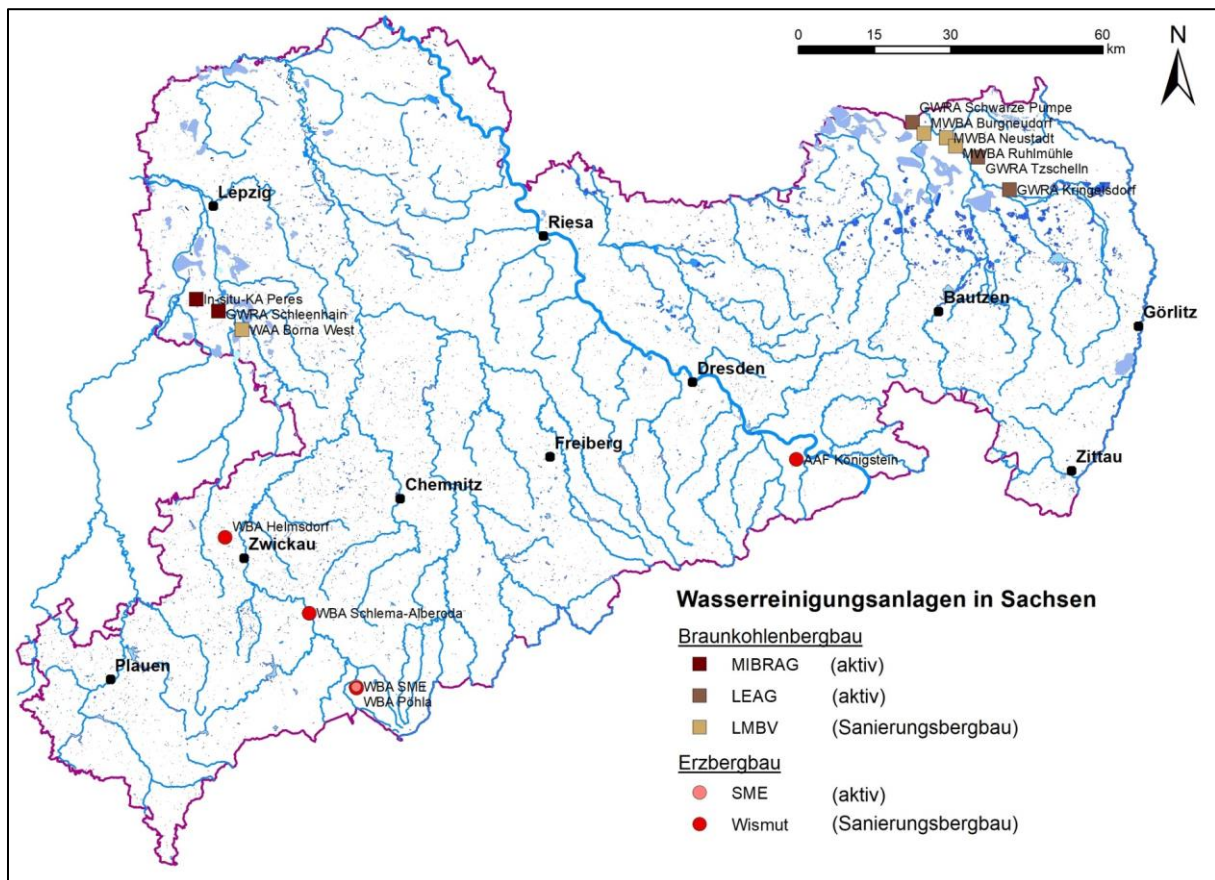 0 15 30 60
km
N
GWRA Schwarze Pumpe
MWBA Burgneudorf
MWBA Neustadt
MWBA Ruhlmühle
GWRA Tzschelln
GWRA Kringelsdorf
Lepzig
Riesa
In-situ-KA Peres
GWRA Schleenhain
WAA Borna West
Bautzen
Görlitz
Dresden
Freiberg
AAF Königstein
Zittau
Chemnitz
WBA Helmsdorf
Zwickau
WBA Schlema-Alberoda
Plauen
WBA SME
WBA Pöhla
Wasserreinigungsanlagen in Sachsen
Braunkohlenbergbau
MIBRAG (aktiv)
LEAG (aktiv)
LMBV (Sanierungsbergbau)
Erzbergbau
SME (aktiv)
Wismut (Sanierungsbergbau)